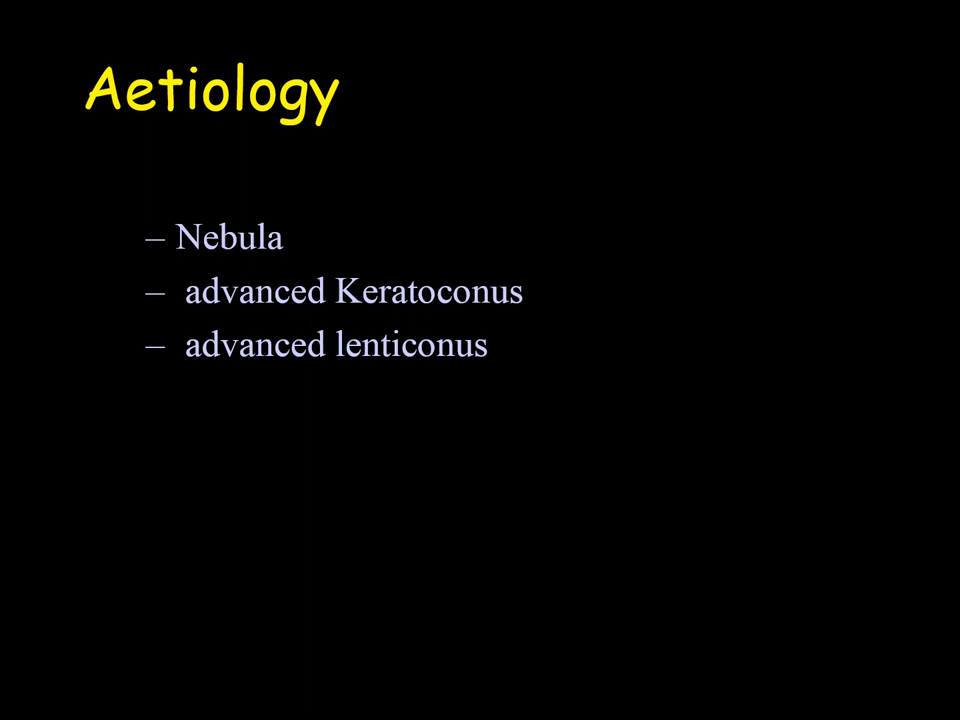 Aetiology
– Nebula
– advanced Keratoconus
– advanced lenticonus